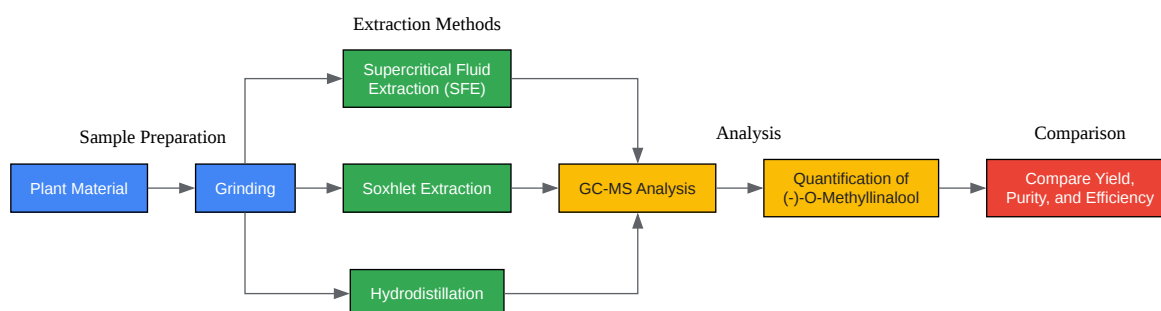 Extraction Methods
Supercritical Fluid
Extraction (SFE)
Sample Preparation
Analysis
Comparison
Plant Material
Grinding
Soxhlet Extraction
GC-MS Analysis
Quantification of
(-)-O-Methyllinalool
Compare Yield,
Purity, and Efficiency
Hydrodistillation